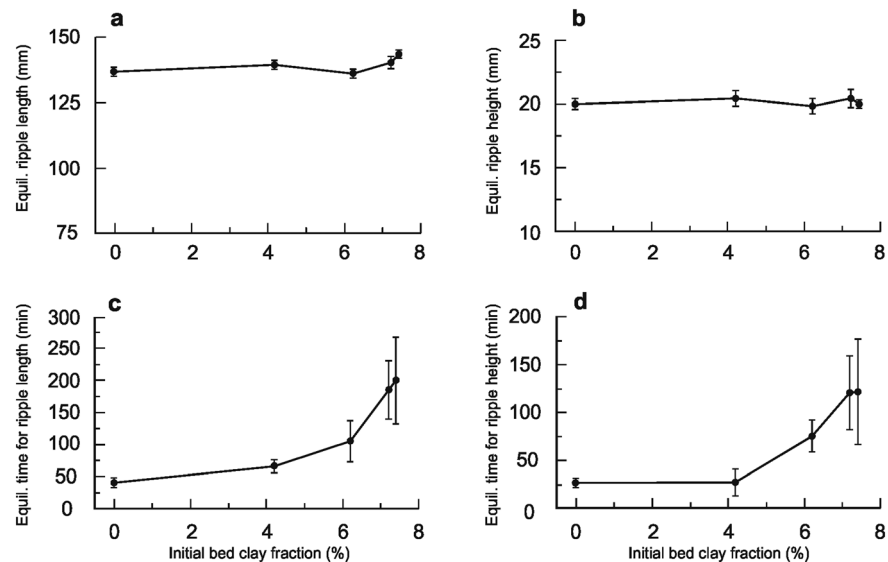 a
Equil. ripple length (mm)
150
125
100
75
0 2 4 6 8
b
Equil. ripple height (mm)
25
20
15
10
0 2 4 6 8
c
Equil. time for ripple length (min)
300
250
200
150
100
50
0
0 2 4 6 8
Initial bed clay fraction (%)
d
Equil. time for ripple height (min)
200
150
100
50
0
0 2 4 6 8
Initial bed clay fraction (%)